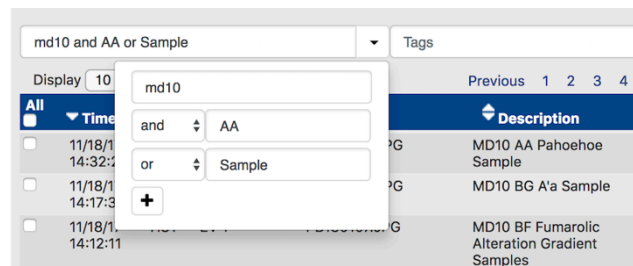 md10 and AA or Sample
Tags
Display 10
md10
and AA
or Sample
+
Previous 1 2 3 4
All
Time
Description
11/18/1
14:32:2
PG
MD10 AA Pahoehoe
Sample
11/18/1
14:17:3
PG
MD10 BG A'a Sample
11/18/1
14:12:11
MD10 BF Fumarolic
Alteration Gradient
Samples